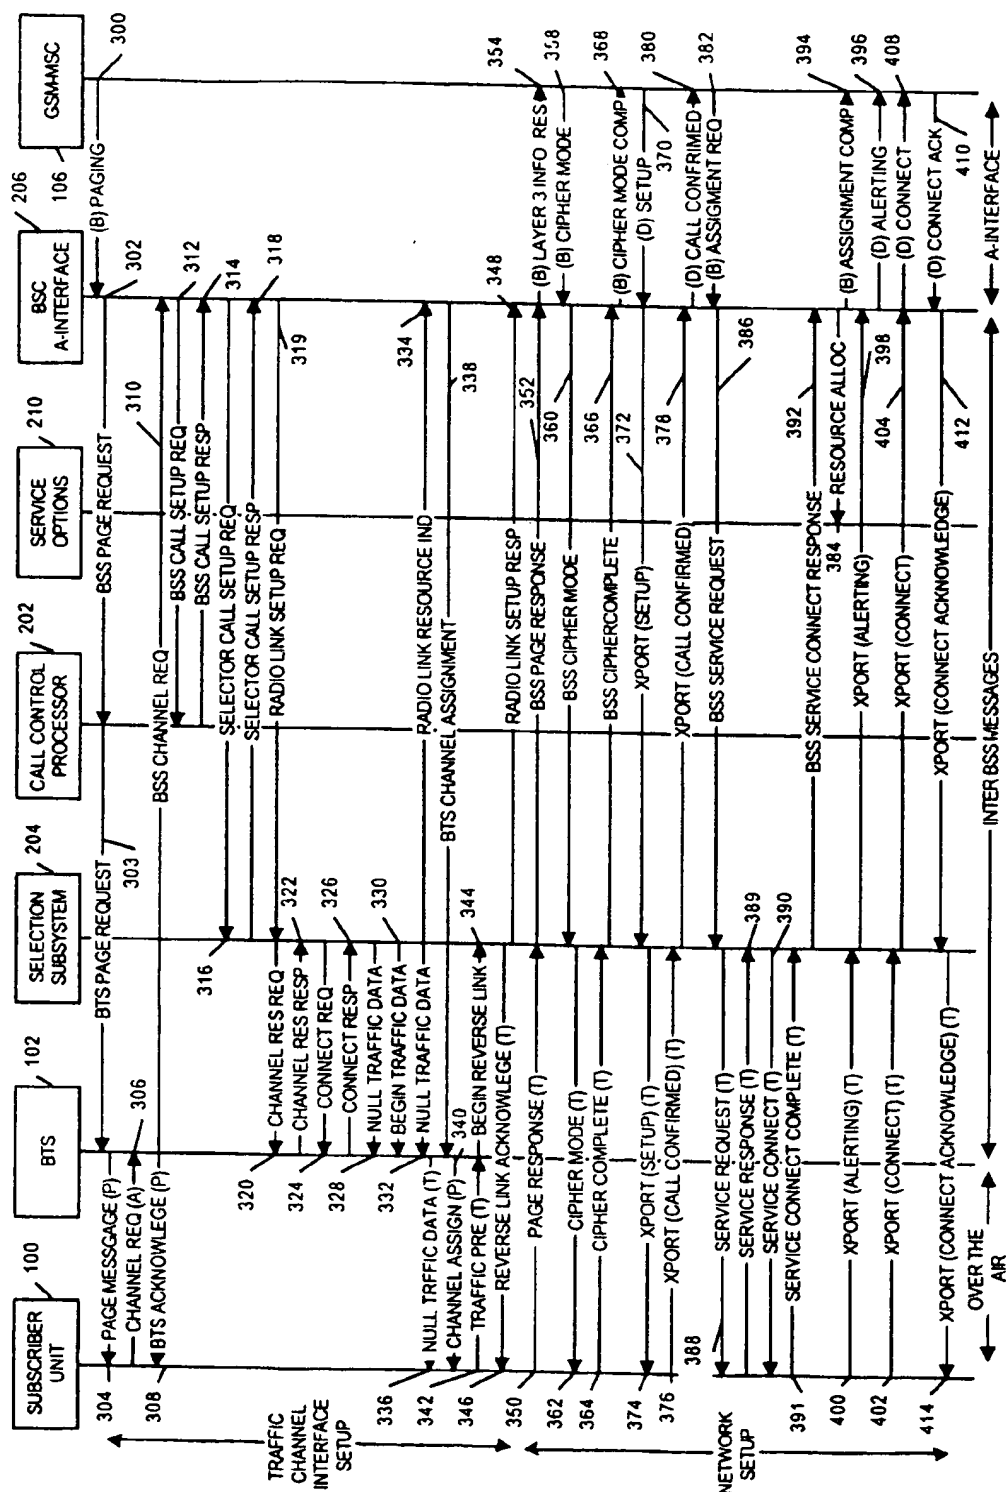 SUBSCRIBER
UNIT
100
BTS
102
SELECTION
SUBSYSTEM
204
CALL CONTROL
PROCESSOR
202
SERVICE
OPTIONS
210
BSC
A-INTERFACE
206
GSM-MSC
106
300
(B) PAGING
302
BSS PAGE REQUEST
303
BTS PAGE REQUEST
304
PAGE MESSGAGE (P)
CHANNEL REQ (A)
306
308
BTS ACKNOWLEGE (P)
BSS CHANNEL REQ
310
BSS CALL SETUP REQ
312
BSS CALL SETUP RESP
314
SELECTOR CALL SETUP REQ
316
SELECTOR CALL SETUP RESP
318
RADIO LINK SETUP REQ
319
320
CHANNEL RES REQ
322
CHANNEL RES RESP
324
CONNECT REQ
326
CONNECT RESP
328
NULL TRAFFIC DATA
330
BEGIN TRAFFIC DATA
332
NULL TRAFFIC DATA
RADIO LINK RESOURCE IND
334
336
NULL TRFFIC DATA (T)
BTS CHANNEL ASSIGNMENT
338
340
342
CHANNEL ASSIGN (P)
TRAFFIC PRE (T)
BEGIN REVERSE LINK
344
346
REVERSE LINK ACKNOWLEGE (T)
RADIO LINK SETUP RESP
348
350
PAGE RESPONSE (T)
BSS PAGE RESPONSE
352
(B) LAYER 3 INFO RES
354
(B) CIPHER MODE
358
BSS CIPHER MODE
360
362
CIPHER MODE (T)
364
CIPHER COMPLETE (T)
BSS CIPHERCOMPLETE
366
(B) CIPHER MODE COMP
368
(D) SETUP
370
XPORT (SETUP)
372
374
XPORT (SETUP) (T)
376
XPORT (CALL CONFIRMED) (T)
XPORT (CALL CONFIRMED)
378
(D) CALL CONFRIMED
380
(B) ASSIGMENT REQ
382
BSS SERVICE REQUEST
386
388
SERVICE REQUEST (T)
SERVICE RESPONSE (T)
389
SERVICE CONNECT (T)
390
391
SERVICE CONNECT COMPLETE (T)
BSS SERVICE CONNECT RESPONSE
392
384
RESOURCE ALLOC
(B) ASSIGNMENT COMP
394
(D) ALERTING
396
XPORT (ALERTING)
398
400
XPORT (ALERTING) (T)
402
XPORT (CONNECT) (T)
XPORT (CONNECT)
404
(D) CONNECT
408
(D) CONNECT ACK
410
XPORT (CONNECT ACKNOWLEDGE)
412
414
XPORT (CONNECT ACKNOWLEDGE) (T)
TRAFFIC
CHANNEL
INTERFACE
SETUP
NETWORK
SETUP
OVER THE
AIR
INTER BSS MESSAGES
A-INTERFACE